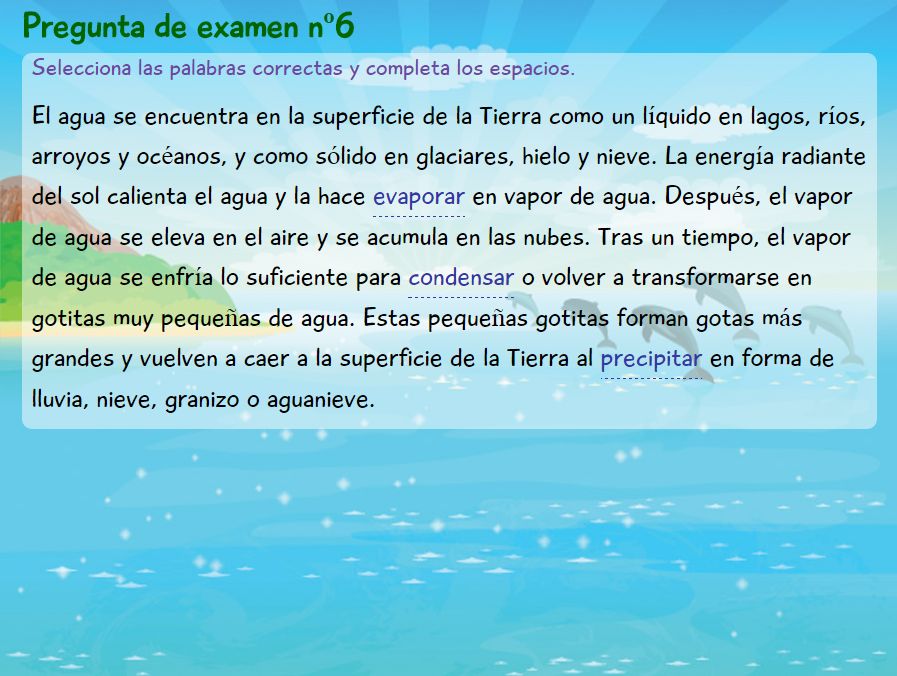 Pregunta de examen nº6
Selecciona las palabras correctas y completa los espacios.
El agua se encuentra en la superficie de la Tierra como un líquido en lagos, ríos,
arroyos y océanos, y como sólido en glaciares, hielo y nieve. La energía radiante
del sol calienta el agua y la hace evaporar en vapor de agua. Después, el vapor
de agua se eleva en el aire y se acumula en las nubes. Tras un tiempo, el vapor
de agua se enfría lo suficiente para condensar o volver a transformarse en
gotitas muy pequeñas de agua. Estas pequeñas gotitas forman gotas más
grandes y vuelven a caer a la superficie de la Tierra al precipitar en forma de
lluvia, nieve, granizo o aguanieve.